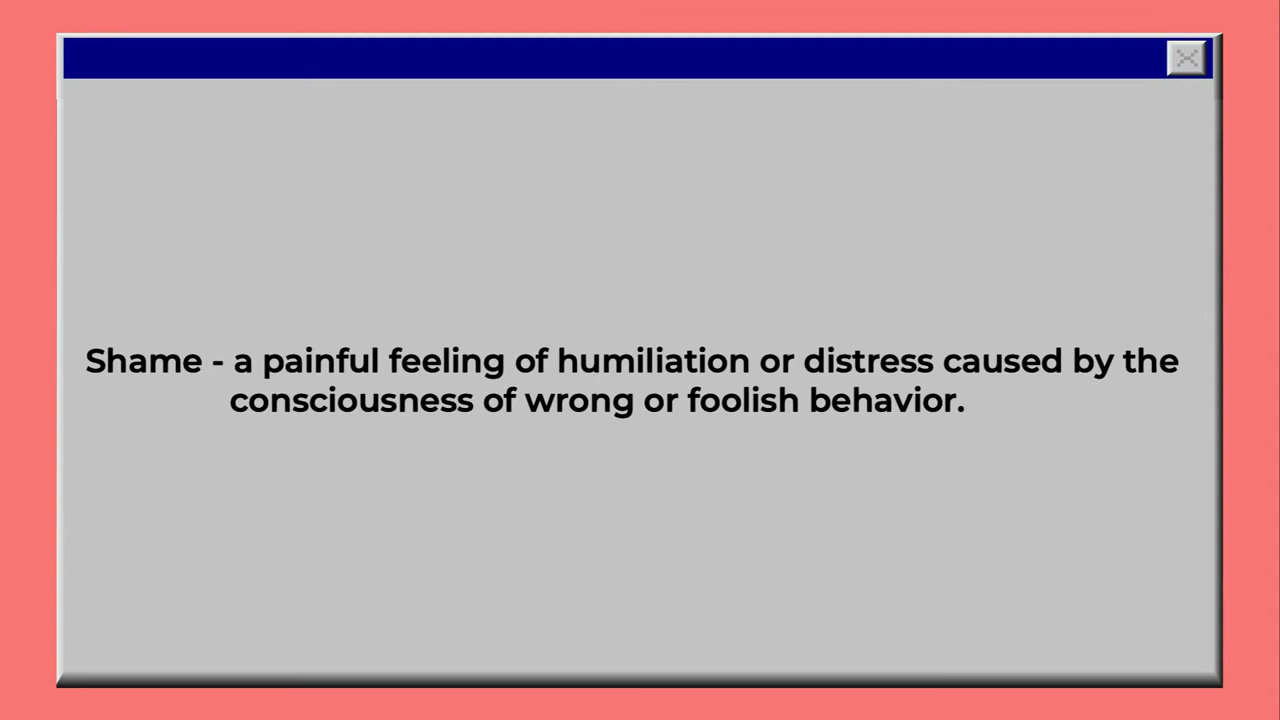 Shame - a painful feeling of humiliation or distress caused by the
consciousness of wrong or foolish behavior.